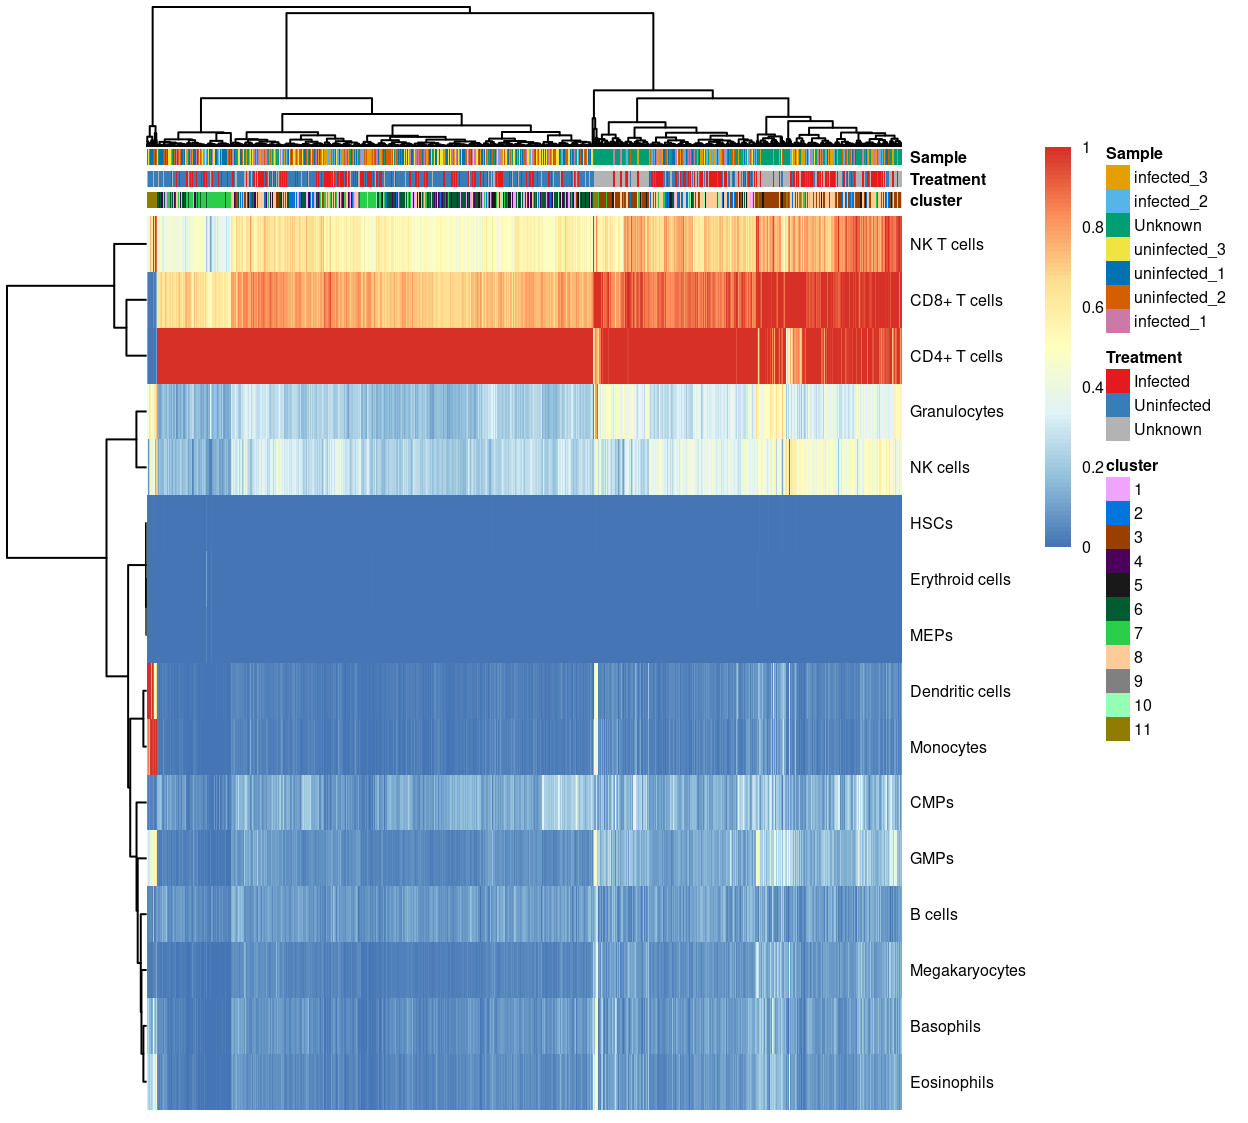 Sample
Treatment
cluster
NK T cells
CD8+ T cells
CD4+ T cells
Granulocytes
NK cells
HSCs
Erythroid cells
MEPs
Dendritic cells
Monocytes
CMPs
GMPs
B cells
Megakaryocytes
Basophils
Eosinophils
1
0.8
0.6
0.4
0.2
0
Sample
infected_3
infected_2
Unknown
uninfected_3
uninfected_1
uninfected_2
infected_1
Treatment
Infected
Uninfected
Unknown
cluster
1
2
3
4
5
6
7
8
9
10
11